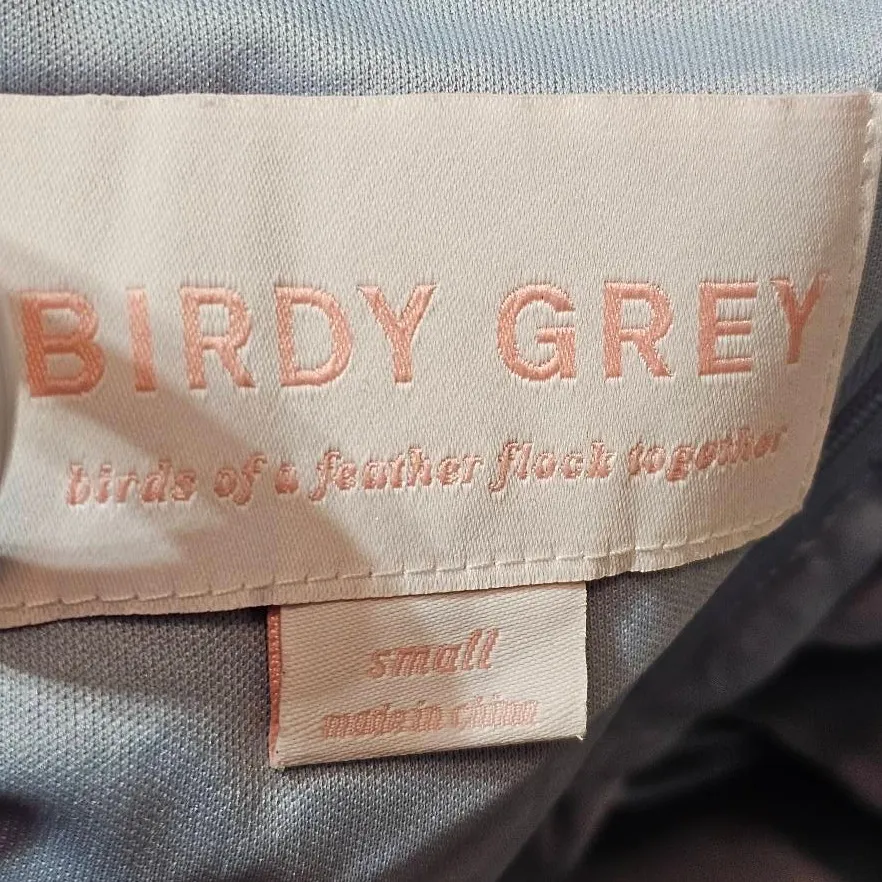 BIRDY GREY
birds of a feather flock together
small
made in china